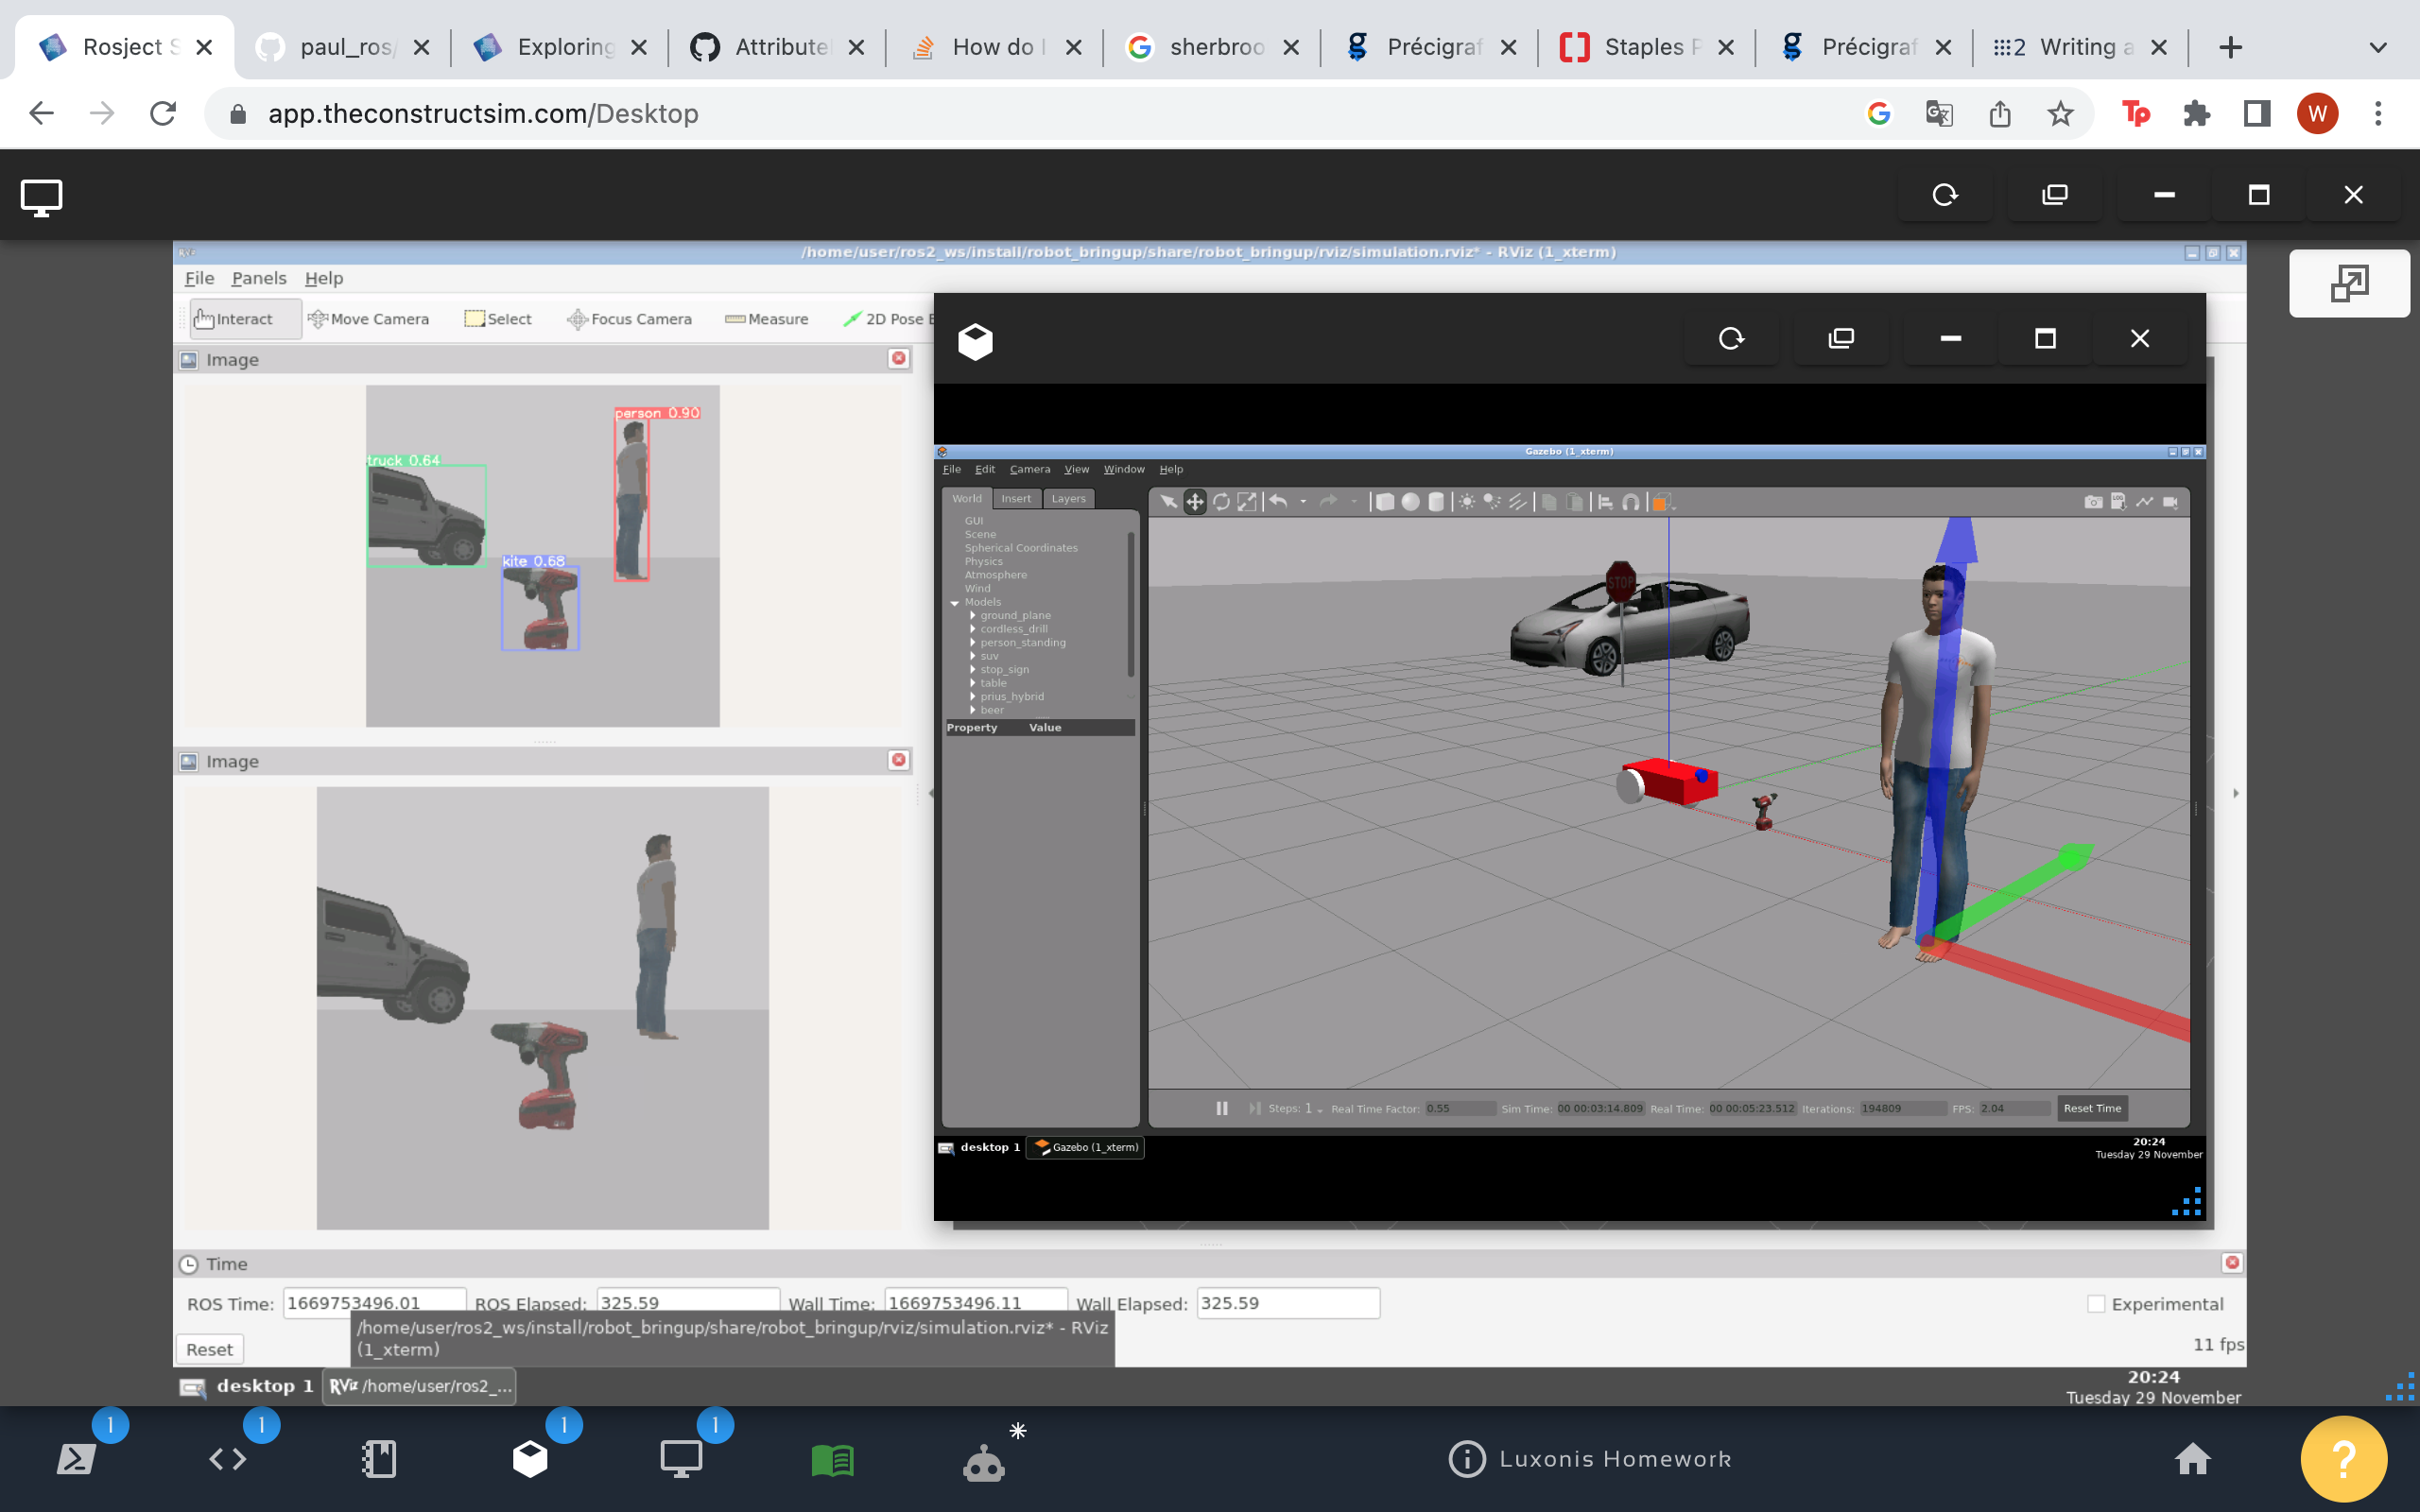 Rosject S
paul_ros/
Exploring
Attribute
How do I
sherbroo
Précigraf
Staples P
Précigraf
2 Writing a
app.theconstructsim.com/Desktop
Tp
W
RViz
/home/user/ros2_ws/install/robot_bringup/share/robot_bringup/rviz/simulation.rviz* - RViz (1_xterm)
File Panels Help
Interact Move Camera Select Focus Camera Measure 2D Pose E
Image
person 0.90
truck 0.64
kite 0.68
Image
Gazebo (1_xterm)
File Edit Camera View Window Help
World Insert Layers
GUI
Scene
Spherical Coordinates
Physics
Atmosphere
Wind
Models
ground_plane
cordless_drill
person_standing
suv
stop_sign
table
prius_hybrid
beer
Property Value
STOP
Steps: 1 Real Time Factor: 0.55 Sim Time: 00 00:03:14.809 Real Time: 00 00:05:23.512 Iterations: 194809 FPS: 2.04 Reset Time
desktop 1 Gazebo (1_xterm)
20:24
Tuesday 29 November
Time
ROS Time: 1669753496.01 ROS Elapsed: 325.59 Wall Time: 1669753496.11 Wall Elapsed: 325.59 Experimental
/home/user/ros2_ws/install/robot_bringup/share/robot_bringup/rviz/simulation.rviz* - RViz
(1_xterm)
Reset
11 fps
desktop 1 RViz /home/user/ros2_...
20:24
Tuesday 29 November
1
1
1
1
Luxonis Homework
?